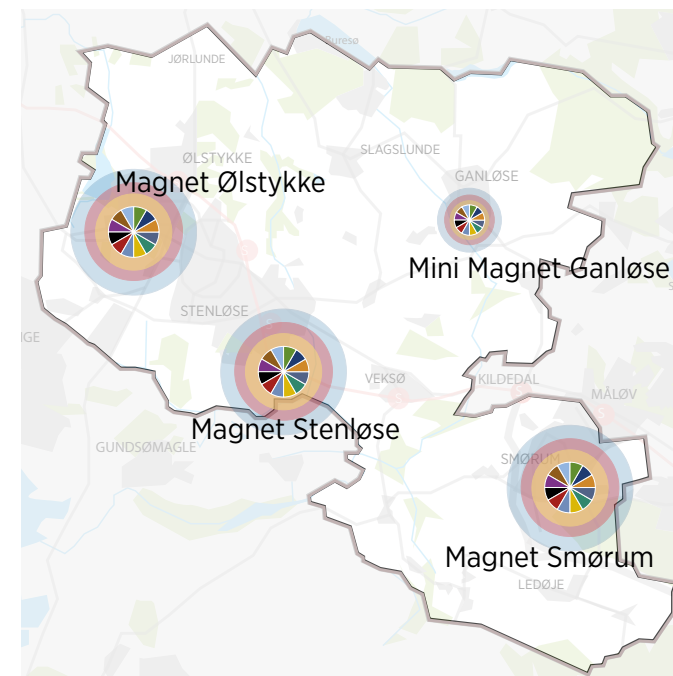 Buresø
JØRLUNDE
SLAGSLUNDE
ØLSTYKKE
GANLØSE
Magnet Ølstykke
Mini Magnet Ganløse
STENLØSE
VEKSØ
KILDEDAL
MÅLØV
Magnet Stenløse
GUNDSØMAGLE
SMØRUM
Magnet Smørum
LEDØJE